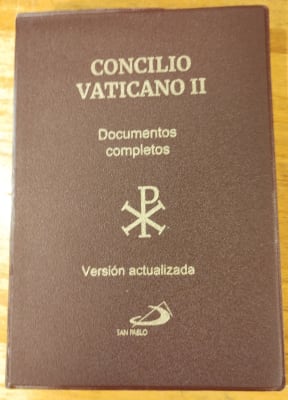 CONCILIO
VATICANO II
Documentos
completos
Versión actualizada
SAN PABLO